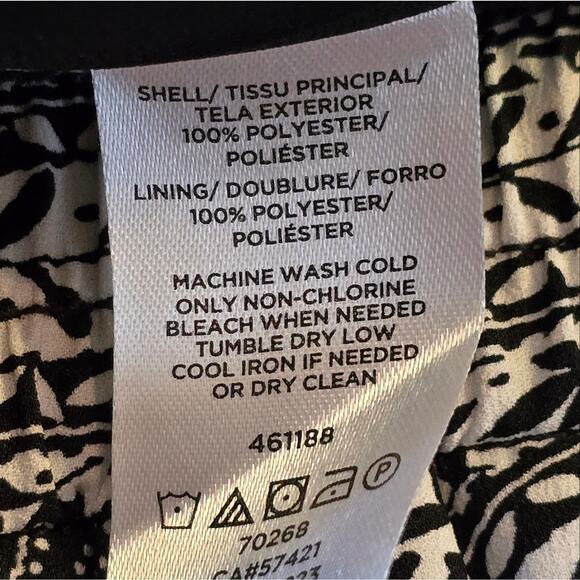 SHELL/ TISSU PRINCIPAL/
TELA EXTERIOR
100% POLYESTER/
POLIÉSTER
LINING/ DOUBLURE/ FORRO
100% POLYESTER/
POLIÉSTER
MACHINE WASH COLD
ONLY NON-CHLORINE
BLEACH WHEN NEEDED
TUMBLE DRY LOW
COOL IRON IF NEEDED
OR DRY CLEAN
461188
P
70268
CA#57421